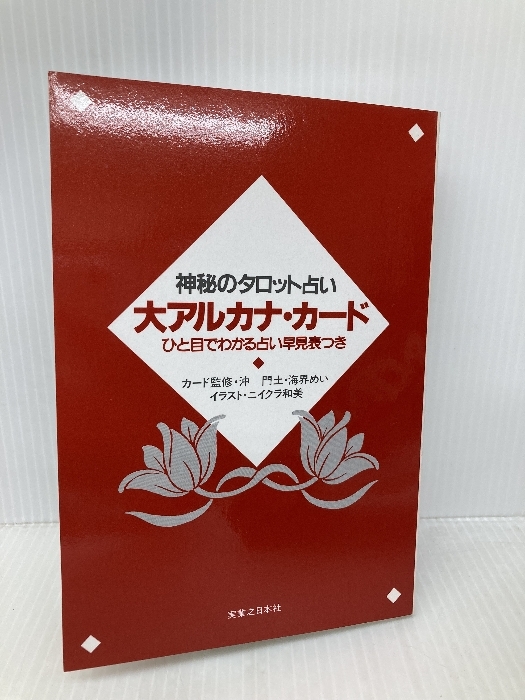 神秘のタロット占い
大アルカナ・カード
ひと目でわかる占い早見表つき
カード監修・沖　門土・海界めい
イラスト・ニイクラ和美
実業之日本社